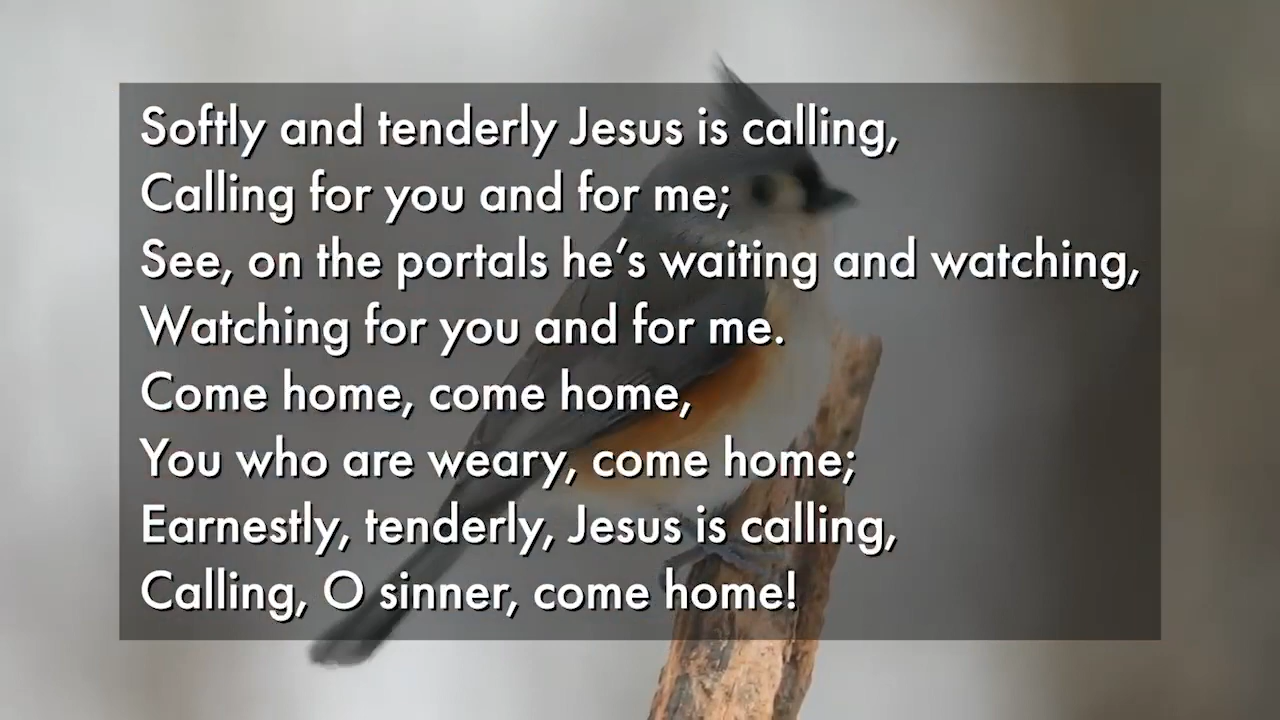 Softly and tenderly Jesus is calling,
Calling for you and for me;
See, on the portals he’s waiting and watching,
Watching for you and for me.
Come home, come home,
You who are weary, come home;
Earnestly, tenderly, Jesus is calling,
Calling, O sinner, come home!